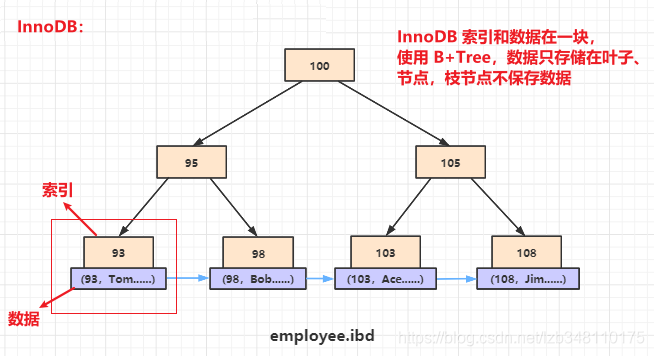 InnoDB:
InnoDB 索引和数据在一块，
使用 B+Tree，数据只存储在叶子、
节点，枝节点不保存数据
100
95
105
索引
93
98
103
108
(93，Tom......)
(98，Bob......)
(103，Ace......)
(108，Jim......)
数据
employee.ibd
https://blog.csdn.net/lzb348110175